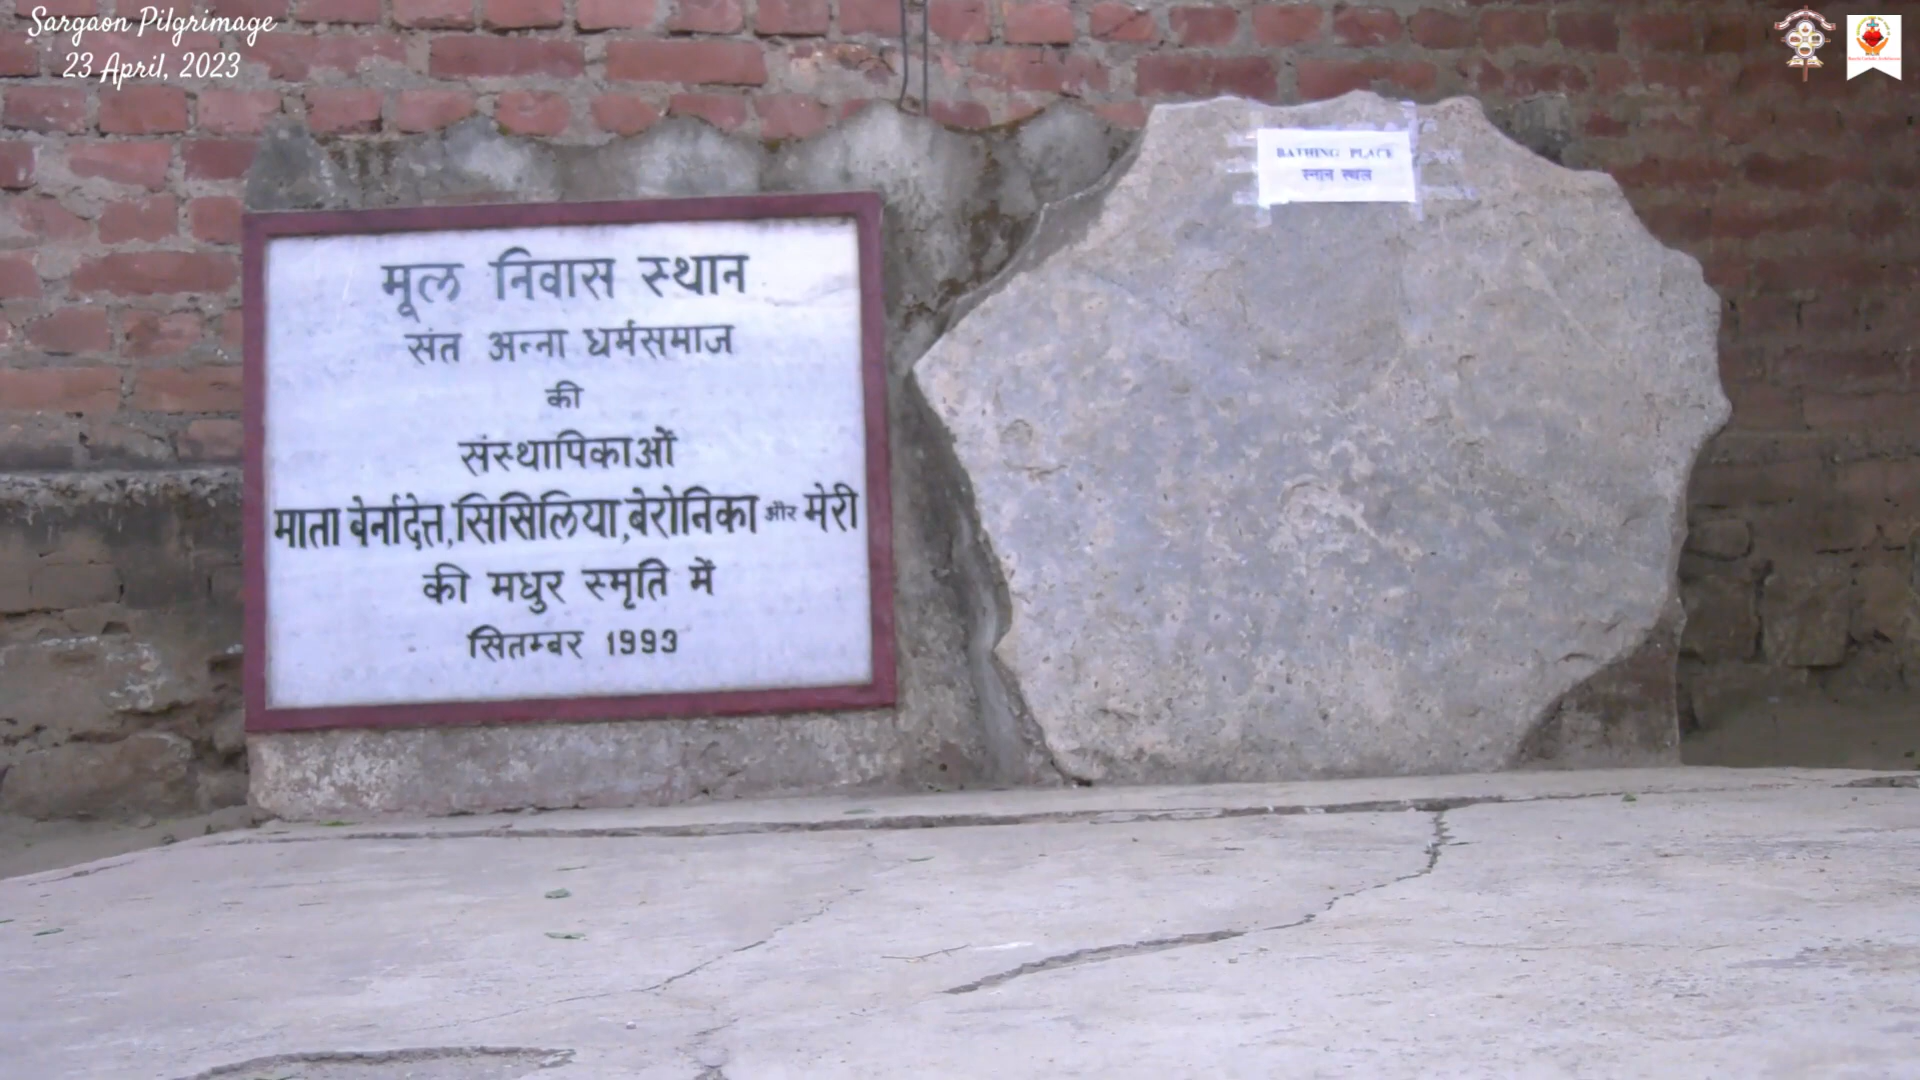 Sargaon Pilgrimage
23 April, 2023
BATHING PLACE
स्नान स्थल
मूल निवास स्थान
संत अन्ना धर्मसमाज
की
संस्थापिकाओं
माता बेर्नादेत्त, सिसिलिया, बेरोनिका और मेरी
की मधुर स्मृति में
सितम्बर 1993